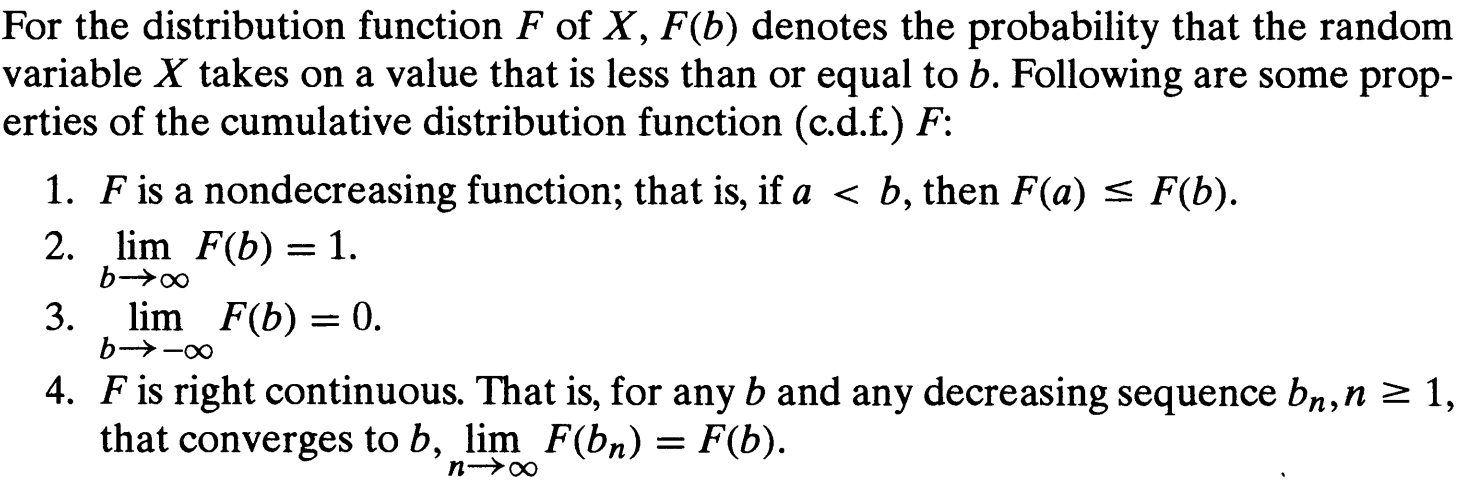 For the distribution function F of X, F(b) denotes the probability that the random
variable X takes on a value that is less than or equal to b. Following are some prop-
erties of the cumulative distribution function (c.d.f.) F:
1. F is a nondecreasing function; that is, if a < b, then F(a) ≤ F(b).
2. lim F(b) = 1.
b→∞
3. lim F(b) = 0.
b→−∞
4. F is right continuous. That is, for any b and any decreasing sequence bₙ, n ≥ 1,
that converges to b, lim F(bₙ) = F(b).
n→∞